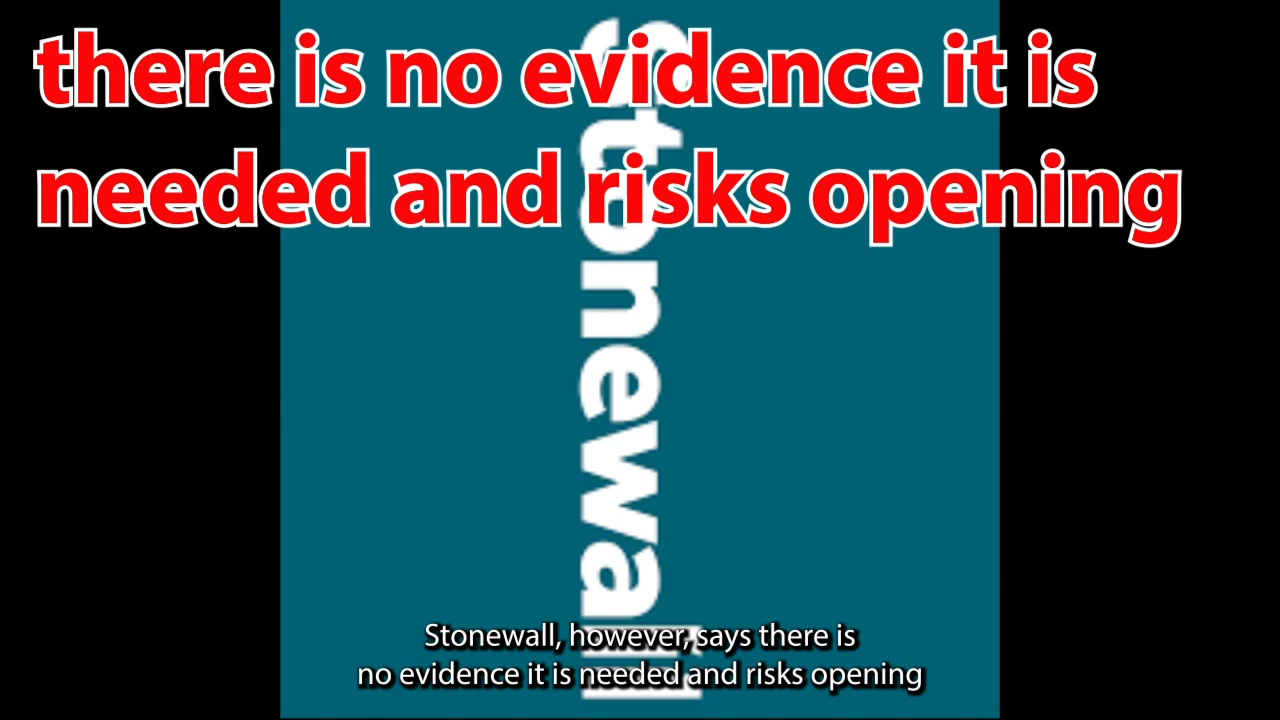 there is no evidence it is
needed and risks opening
Stonewall
Stonewall, however, says there is
no evidence it is needed and risks opening